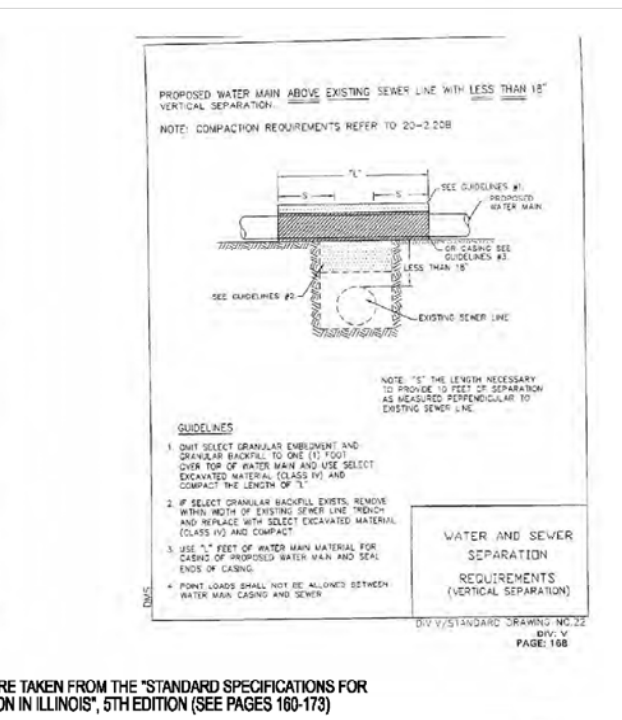 PROPOSED WATER MAIN ABOVE EXISTING SEWER LINE WITH LESS THAN 18"
VERTICAL SEPARATION.
NOTE: COMPACTION REQUIREMENTS REFER TO 20-2.20B
"L"
S
S
SEE GUIDELINES #1.
PROPOSED
WATER MAIN
OR CASING SEE
GUIDELINES #3.
LESS THAN 18"
SEE GUIDELINES #2.
EXISTING SEWER LINE
NOTE: "S" THE LENGTH NECESSARY
TO PROVIDE 10 FEET OF SEPARATION
AS MEASURED PERPENDICULAR TO
EXISTING SEWER LINE.
GUIDELINES
1. OMIT SELECT GRANULAR EMBEDMENT AND
GRANULAR BACKFILL TO ONE (1) FOOT
OVER TOP OF WATER MAIN AND USE SELECT
EXCAVATED MATERIAL (CLASS IV) AND
COMPACT THE LENGTH OF "L".
2. IF SELECT GRANULAR BACKFILL EXISTS, REMOVE
WITHIN WIDTH OF EXISTING SEWER LINE TRENCH
AND REPLACE WITH SELECT EXCAVATED MATERIAL
(CLASS IV) AND COMPACT.
3. USE "L" FEET OF WATER MAIN MATERIAL FOR
CASING OF PROPOSED WATER MAIN AND SEAL
ENDS OF CASING.
4. POINT LOADS SHALL NOT BE ALLOWED BETWEEN
WATER MAIN CASING AND SEWER
DMS
WATER AND SEWER
SEPARATION
REQUIREMENTS
(VERTICAL SEPARATION)
DIV V/STANDARD DRAWING NO.22
DIV: V
PAGE: 168
RE TAKEN FROM THE "STANDARD SPECIFICATIONS FOR
ON IN ILLINOIS", 5TH EDITION (SEE PAGES 160-173)